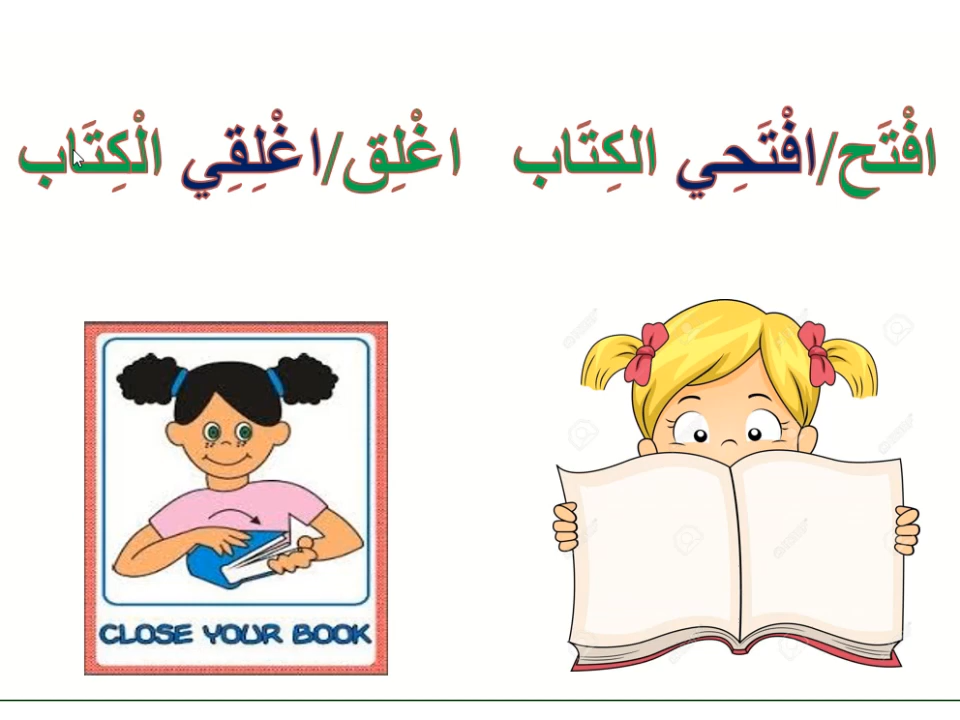 افْتَح/افْتَحِي الكِتَاب
اغْلِق/اغْلِقِي الْكِتَاب
CLOSE YOUR BOOK